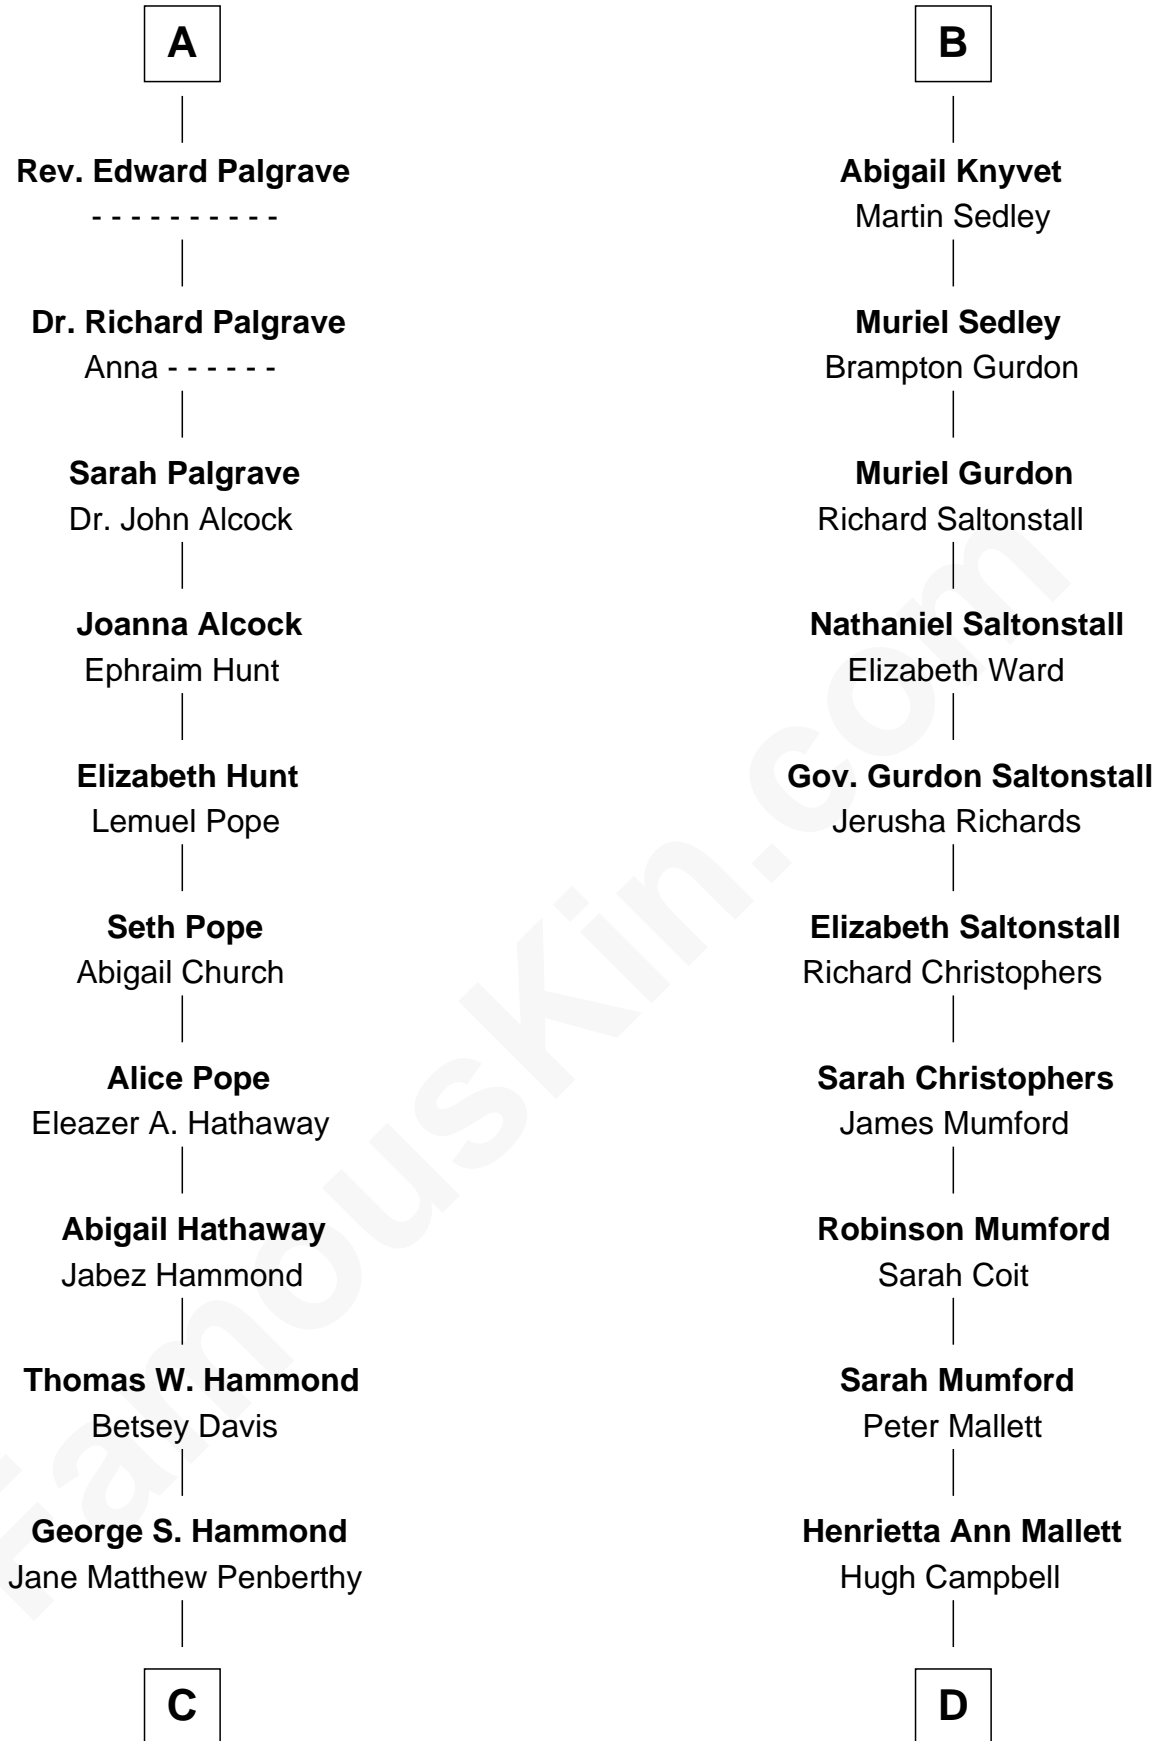 A
Rev. Edward Palgrave
- - - - - - - - - -
Dr. Richard Palgrave
Anna - - - - - -
Sarah Palgrave
Dr. John Alcock
Joanna Alcock
Ephraim Hunt
Elizabeth Hunt
Lemuel Pope
Seth Pope
Abigail Church
Alice Pope
Eleazer A. Hathaway
Abigail Hathaway
Jabez Hammond
Thomas W. Hammond
Betsey Davis
George S. Hammond
Jane Matthew Penberthy
C
B
Abigail Knyvet
Martin Sedley
Muriel Sedley
Brampton Gurdon
Muriel Gurdon
Richard Saltonstall
Nathaniel Saltonstall
Elizabeth Ward
Gov. Gurdon Saltonstall
Jerusha Richards
Elizabeth Saltonstall
Richard Christophers
Sarah Christophers
James Mumford
Robinson Mumford
Sarah Coit
Sarah Mumford
Peter Mallett
Henrietta Ann Mallett
Hugh Campbell
D
FamousKin.com